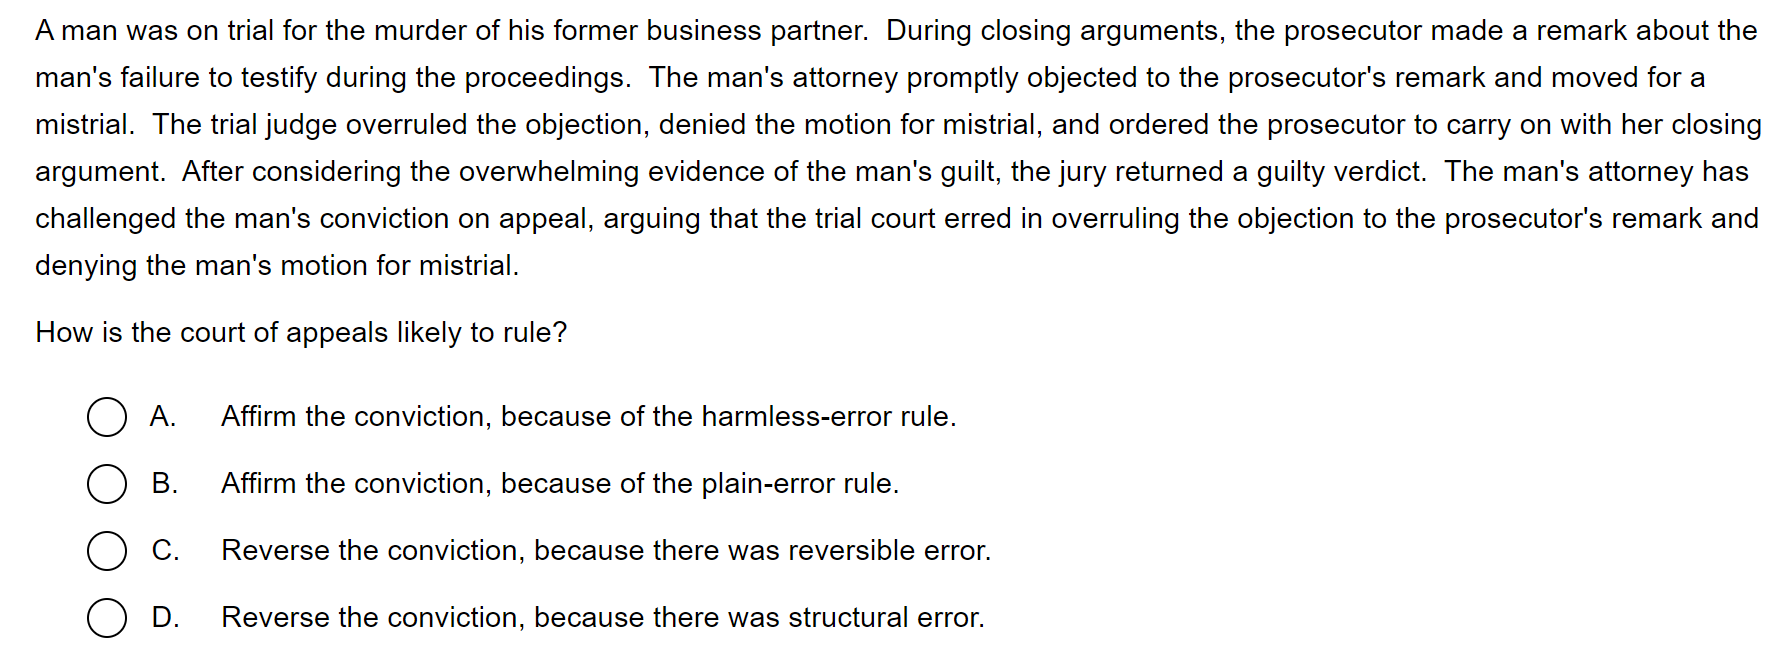 A man was on trial for the murder of his former business partner.  During closing arguments, the prosecutor made a remark about the
man's failure to testify during the proceedings.  The man's attorney promptly objected to the prosecutor's remark and moved for a
mistrial.  The trial judge overruled the objection, denied the motion for mistrial, and ordered the prosecutor to carry on with her closing
argument.  After considering the overwhelming evidence of the man's guilt, the jury returned a guilty verdict.  The man's attorney has
challenged the man's conviction on appeal, arguing that the trial court erred in overruling the objection to the prosecutor's remark and
denying the man's motion for mistrial.
How is the court of appeals likely to rule?
A. Affirm the conviction, because of the harmless-error rule.
B. Affirm the conviction, because of the plain-error rule.
C. Reverse the conviction, because there was reversible error.
D. Reverse the conviction, because there was structural error.